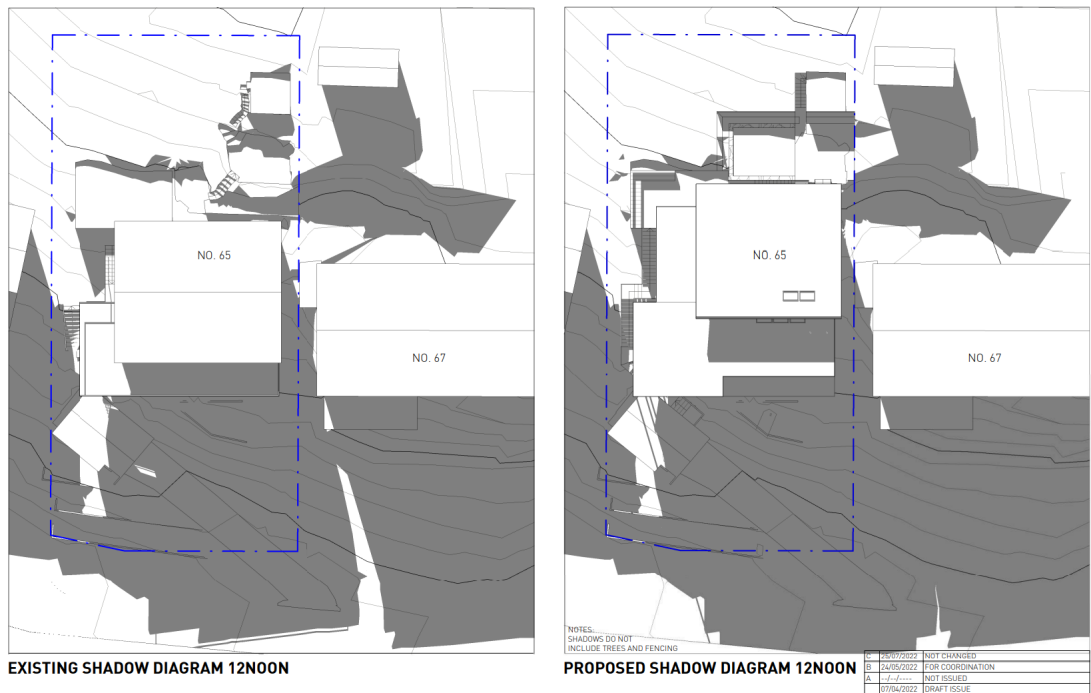 NO. 65
NO. 67
EXISTING SHADOW DIAGRAM 12NOON
NO. 65
NO. 67
NOTES:
SHADOWS DO NOT
INCLUDE TREES AND FENCING
PROPOSED SHADOW DIAGRAM 12NOON
C 25/07/2022 NOT CHANGED
B 24/05/2022 FOR COORDINATION
A --/--/---- NOT ISSUED
07/04/2022 DRAFT ISSUE